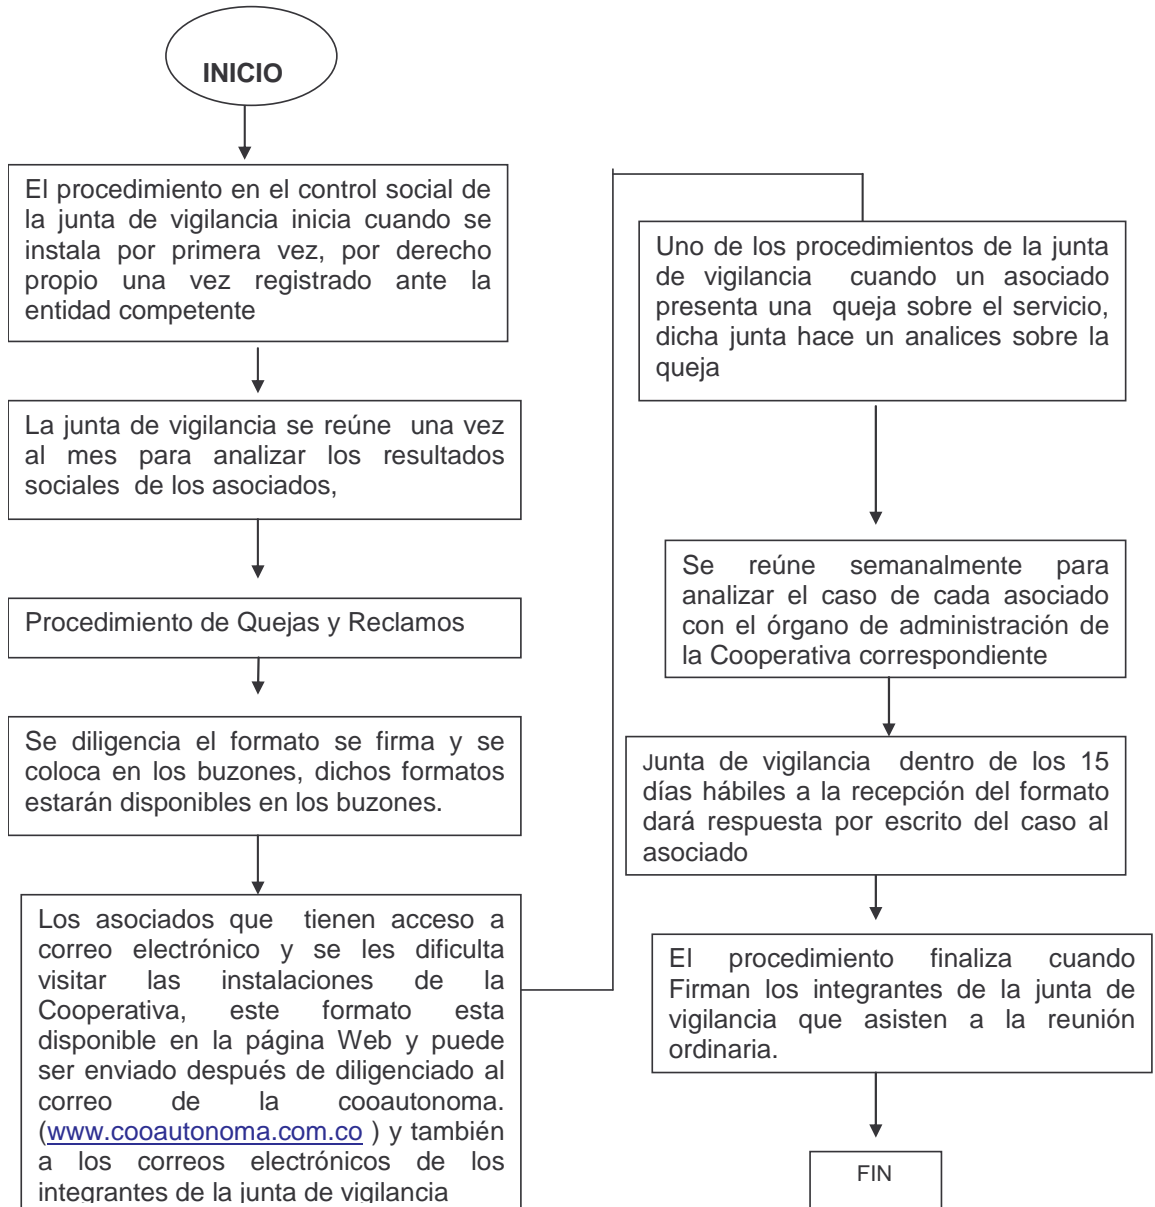 INICIO
El procedimiento en el control social de
la junta de vigilancia inicia cuando se
instala por primera vez, por derecho
propio una vez registrado ante la
entidad competente
La junta de vigilancia se reúne una vez
al mes para analizar los resultados
sociales de los asociados,
Procedimiento de Quejas y Reclamos
Se diligencia el formato se firma y se
coloca en los buzones, dichos formatos
estarán disponibles en los buzones.
Los asociados que tienen acceso a
correo electrónico y se les dificulta
visitar las instalaciones de la
Cooperativa, este formato esta
disponible en la página Web y puede
ser enviado después de diligenciado al
correo de la cooautonoma.
(www.cooautonoma.com.co ) y también
a los correos electrónicos de los
integrantes de la junta de vigilancia
Uno de los procedimientos de la junta
de vigilancia cuando un asociado
presenta una queja sobre el servicio,
dicha junta hace un analices sobre la
queja
Se reúne semanalmente para
analizar el caso de cada asociado
con el órgano de administración de
la Cooperativa correspondiente
Junta de vigilancia dentro de los 15
días hábiles a la recepción del formato
dará respuesta por escrito del caso al
asociado
El procedimiento finaliza cuando
Firman los integrantes de la junta de
vigilancia que asisten a la reunión
ordinaria.
FIN